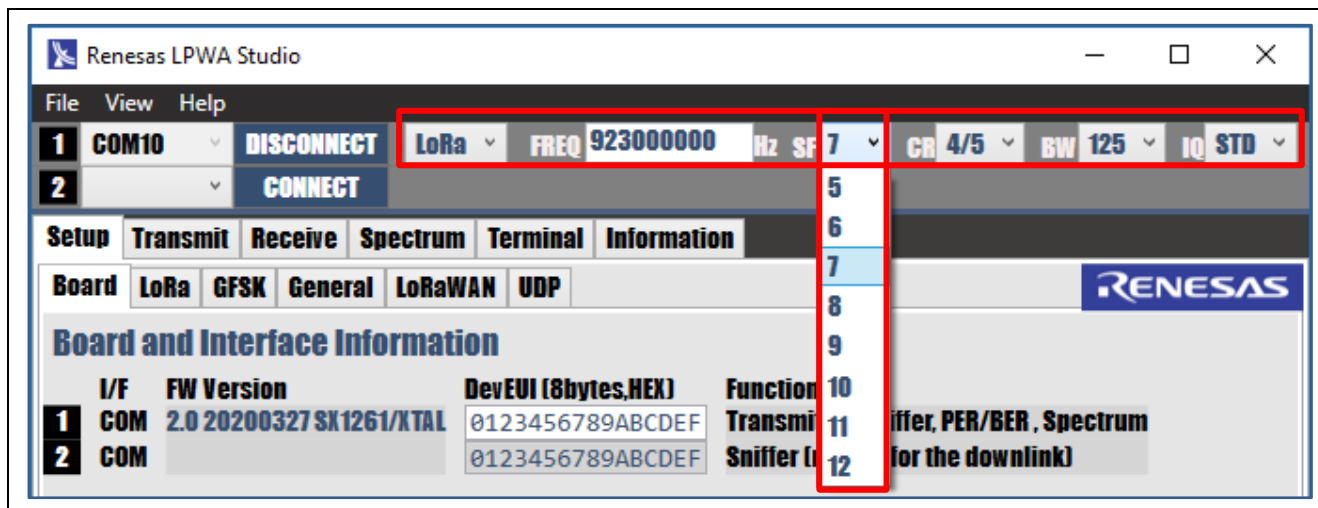 Renesas LPWA Studio
File View Help
1 COM10 DISCONNECT LoRa FREQ 923000000 Hz SF 7 CR 4/5 BW 125 IQ STD
2 CONNECT
5
6
7
8
9
10
11
12
Setup Transmit Receive Spectrum Terminal Information
Board LoRa GFSK General LoRaWAN UDP
RENESAS
Board and Interface Information
I/F FW Version DevEUI (8bytes,HEX) Function
1 COM 2.0 20200327 SX1261/XTAL 0123456789ABCDEF Transmit iffer, PER/BER , Spectrum
2 COM 0123456789ABCDEF Sniffer ( for the downlink)